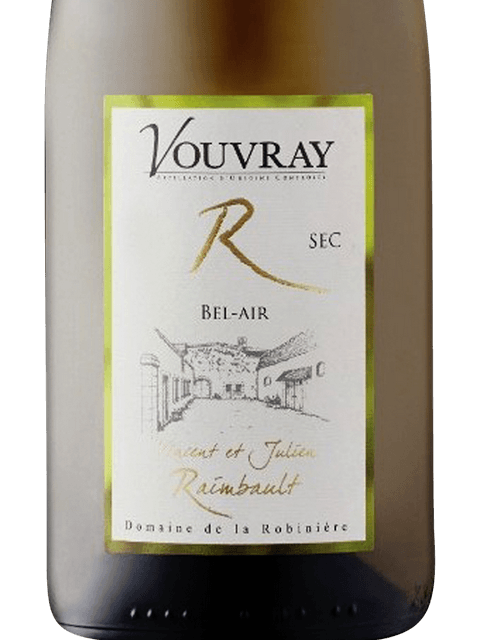 VOUVRAY
APPELLATION D'ORIGINE CONTRÔLÉE
R
SEC
BEL-AIR
Vincent et Julien
Raimbault
Domaine de la Robinière